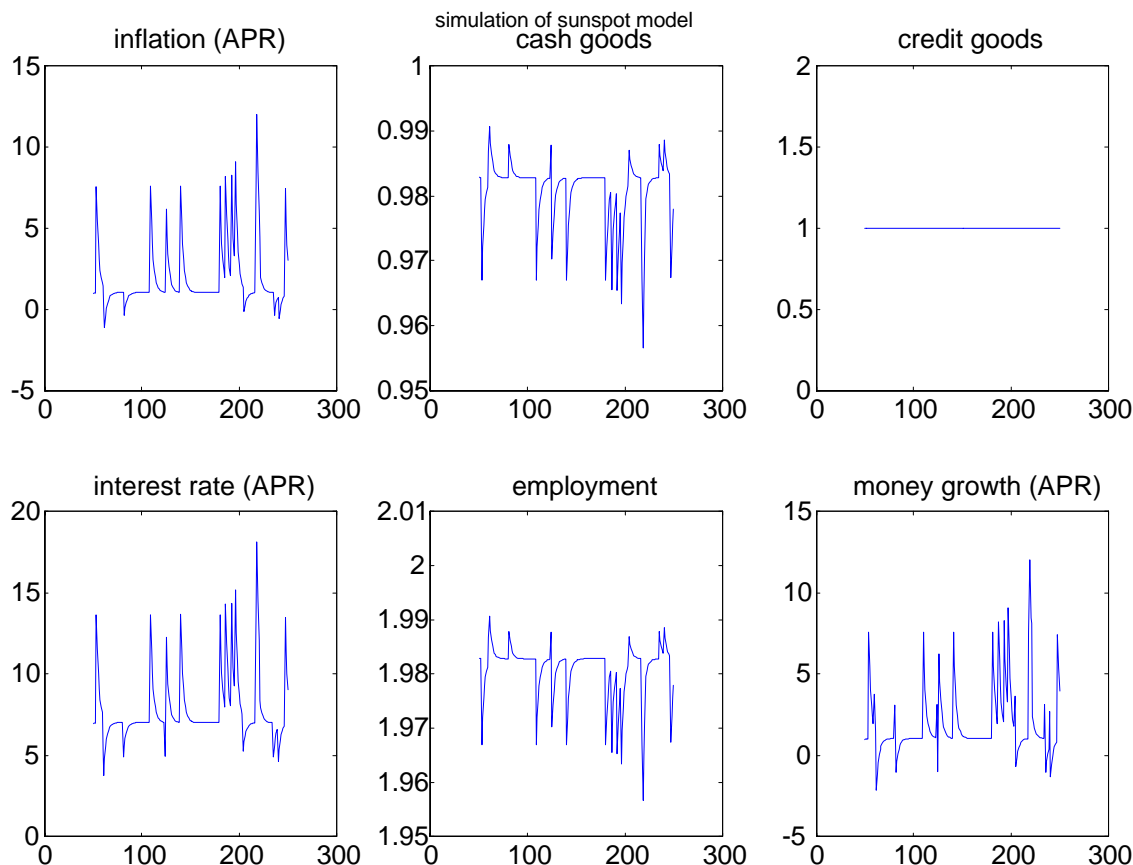 simulation of sunspot model
inflation (APR)
cash goods
credit goods
15
10
5
0
-5
0 100 200 300
1
0.99
0.98
0.97
0.96
0.95
0 100 200 300
2
1.5
1
0.5
0
0 100 200 300
interest rate (APR)
employment
money growth (APR)
20
15
10
5
0
0 100 200 300
2.01
2
1.99
1.98
1.97
1.96
1.95
0 100 200 300
15
10
5
0
-5
0 100 200 300